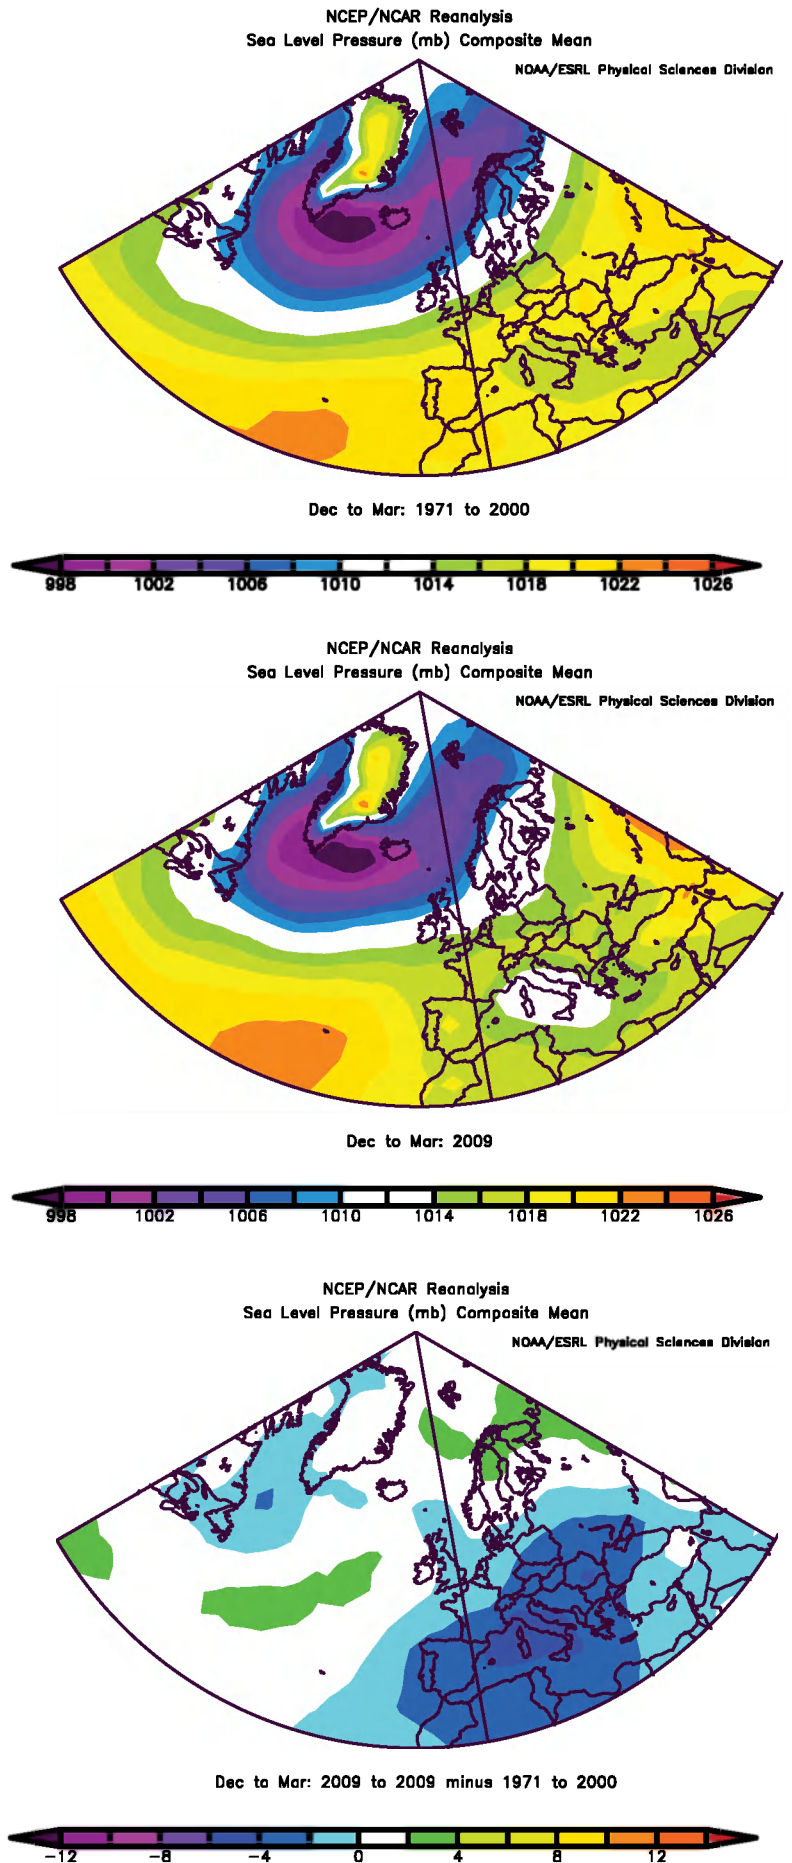 NCEP/NCAR Reanalysis
Sea Level Pressure (mb) Composite Mean
NOAA/ESRL Physical Sciences Division
Dec to Mar: 1971 to 2000
998 1002 1006 1010 1014 1018 1022 1026
NCEP/NCAR Reanalysis
Sea Level Pressure (mb) Composite Mean
NOAA/ESRL Physical Sciences Division
Dec to Mar: 2009
998 1002 1006 1010 1014 1018 1022 1026
NCEP/NCAR Reanalysis
Sea Level Pressure (mb) Composite Mean
NOAA/ESRL Physical Sciences Division
Dec to Mar: 2009 to 2009 minus 1971 to 2000
−12 −8 −4 0 4 8 12